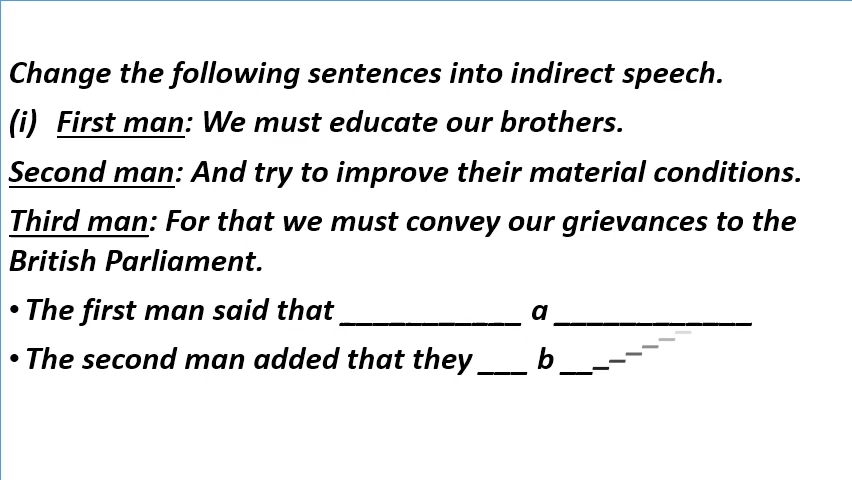 Change the following sentences into indirect speech.
(i) First man: We must educate our brothers.
Second man: And try to improve their material conditions.
Third man: For that we must convey our grievances to the
British Parliament.
• The first man said that ___________ a ____________
• The second man added that they ___ b ________